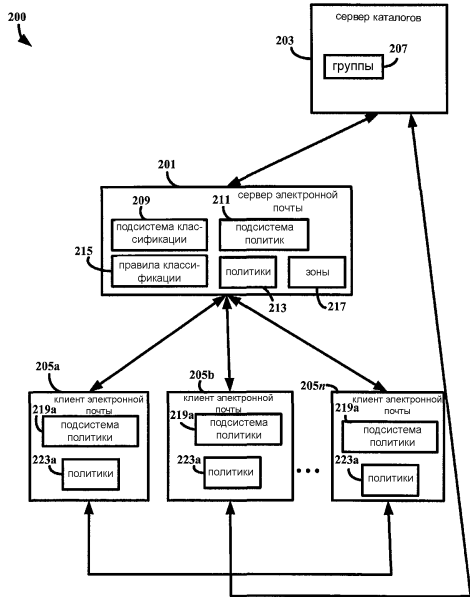 200
сервер каталогов
203
группы
207
201
сервер электронной
почты
209
подсистема клас-
сификации
211
подсистема
политик
215
правила класси-
фикации
политики
213
зоны
217
205a
клиент электронной
почты
219a
подсистема
политики
223a
политики
205b
клиент электронной
почты
219a
подсистема
политики
223a
политики
205n
клиент электронной
почты
219a
подсистема
политики
223a
политики